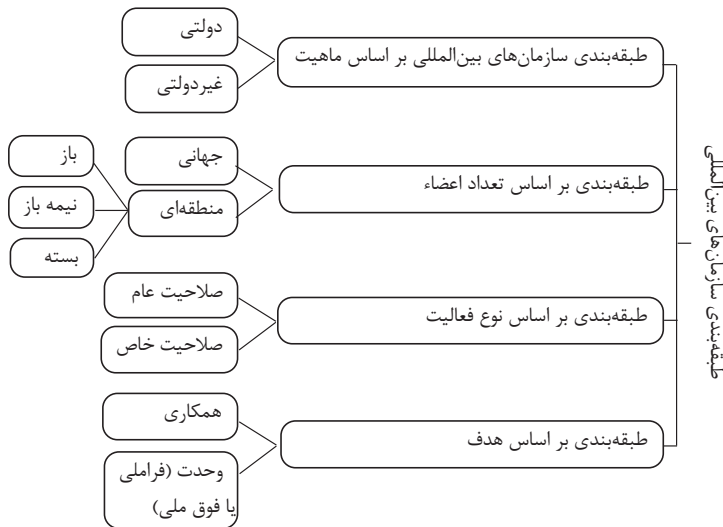 طبقه‌بندی سازمان‌های بین‌المللی
طبقه‌بندی سازمان‌های بین‌المللی بر اساس ماهیت
دولتی
غیردولتی
طبقه‌بندی بر اساس تعداد اعضاء
جهانی
منطقه‌ای
باز
نیمه باز
بسته
طبقه‌بندی بر اساس نوع فعالیت
صلاحیت عام
صلاحیت خاص
طبقه‌بندی بر اساس هدف
همکاری
وحدت (فراملی
یا فوق ملی)